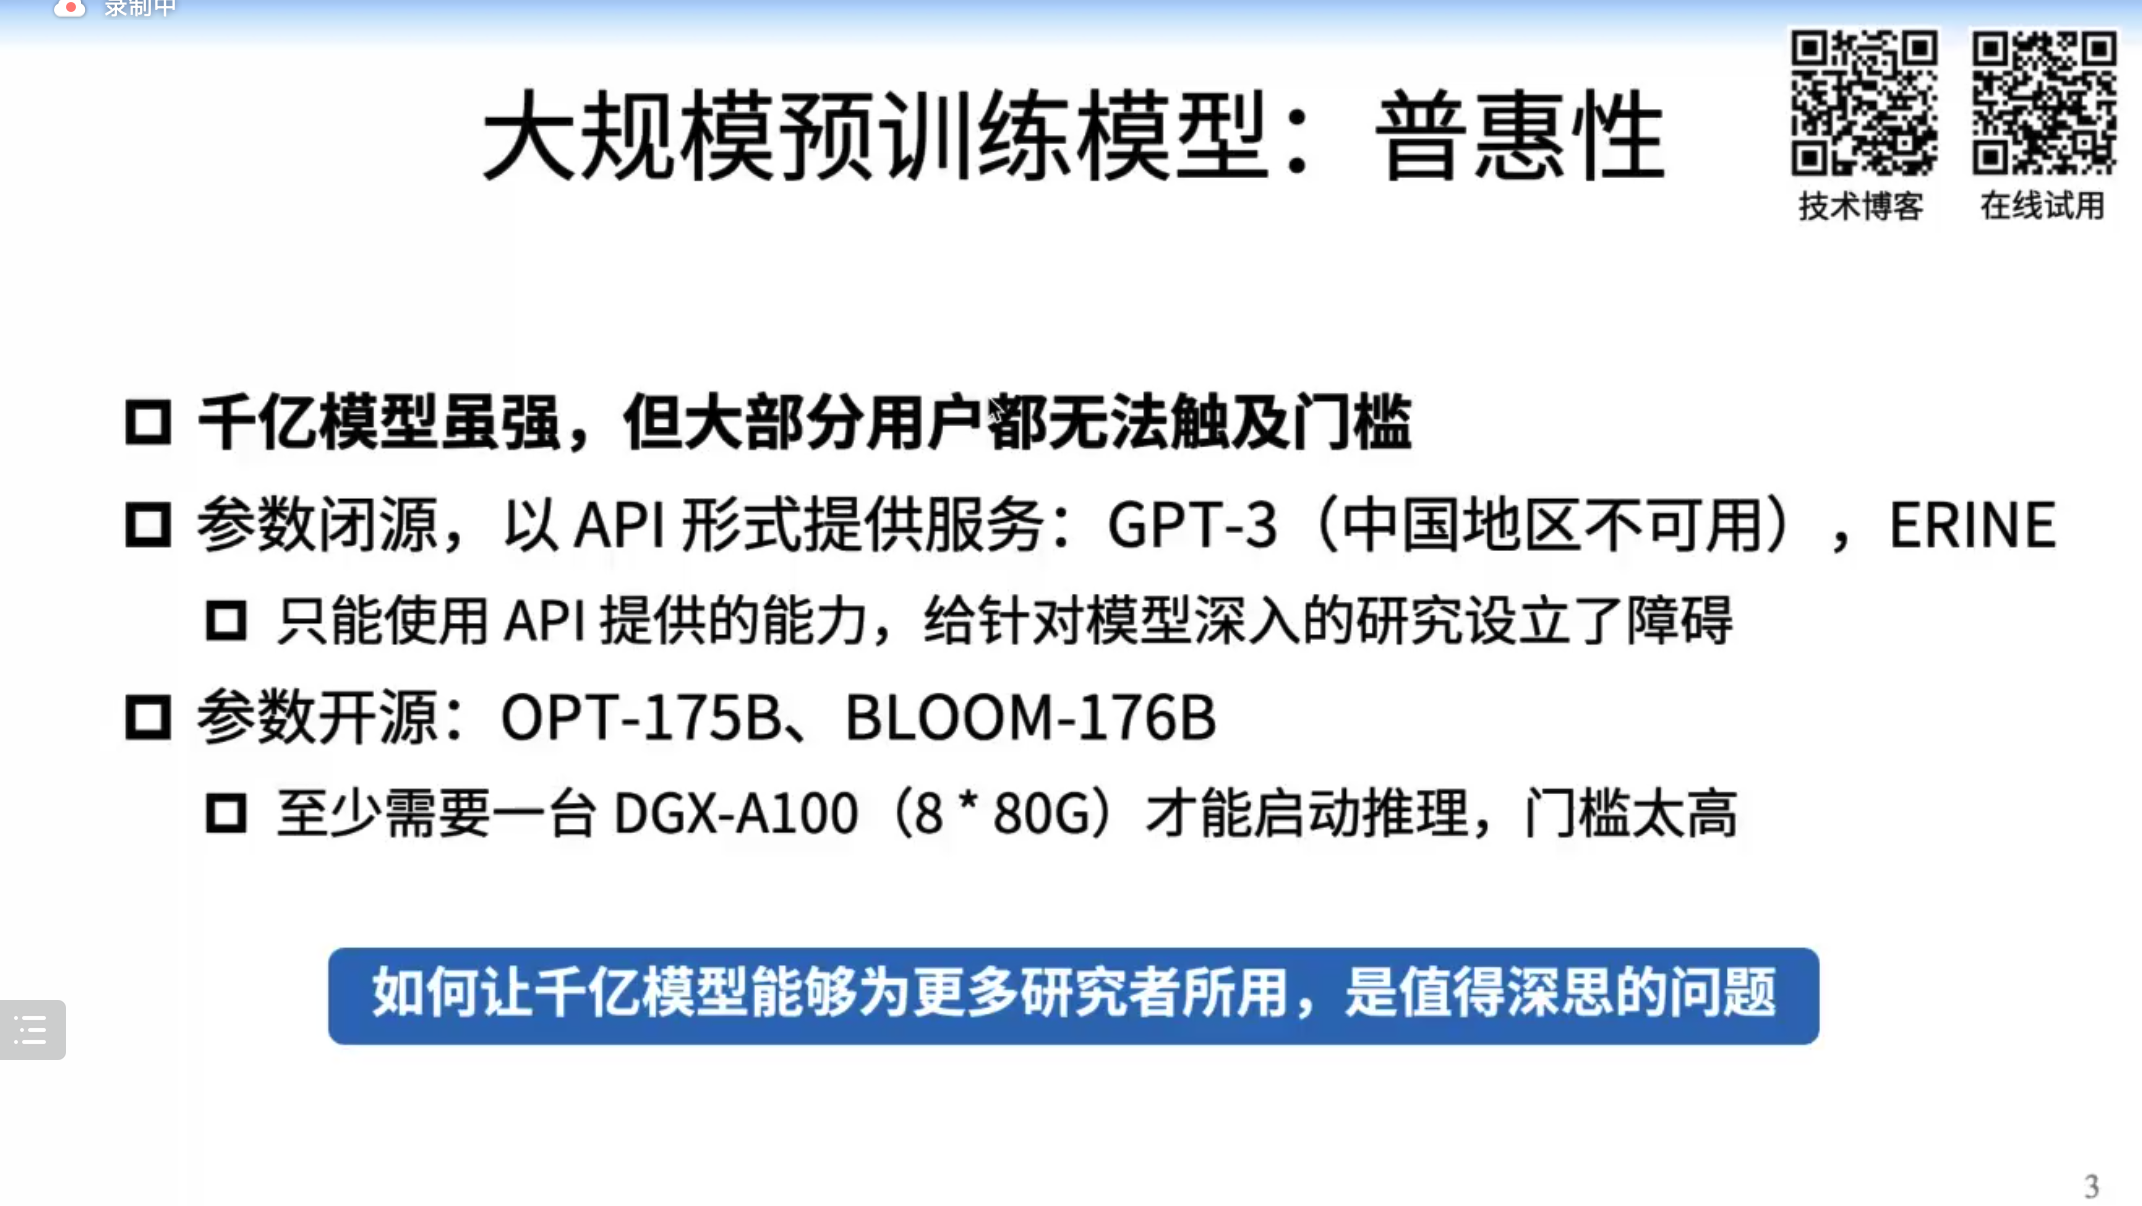 录制中
大规模预训练模型：普惠性
技术博客
在线试用
千亿模型虽强，但大部分用户都无法触及门槛
参数闭源，以 API 形式提供服务：GPT-3（中国地区不可用），ERINE
只能使用 API 提供的能力，给针对模型深入的研究设立了障碍
参数开源：OPT-175B、BLOOM-176B
至少需要一台 DGX-A100（8 * 80G）才能启动推理，门槛太高
如何让千亿模型能够为更多研究者所用，是值得深思的问题
3